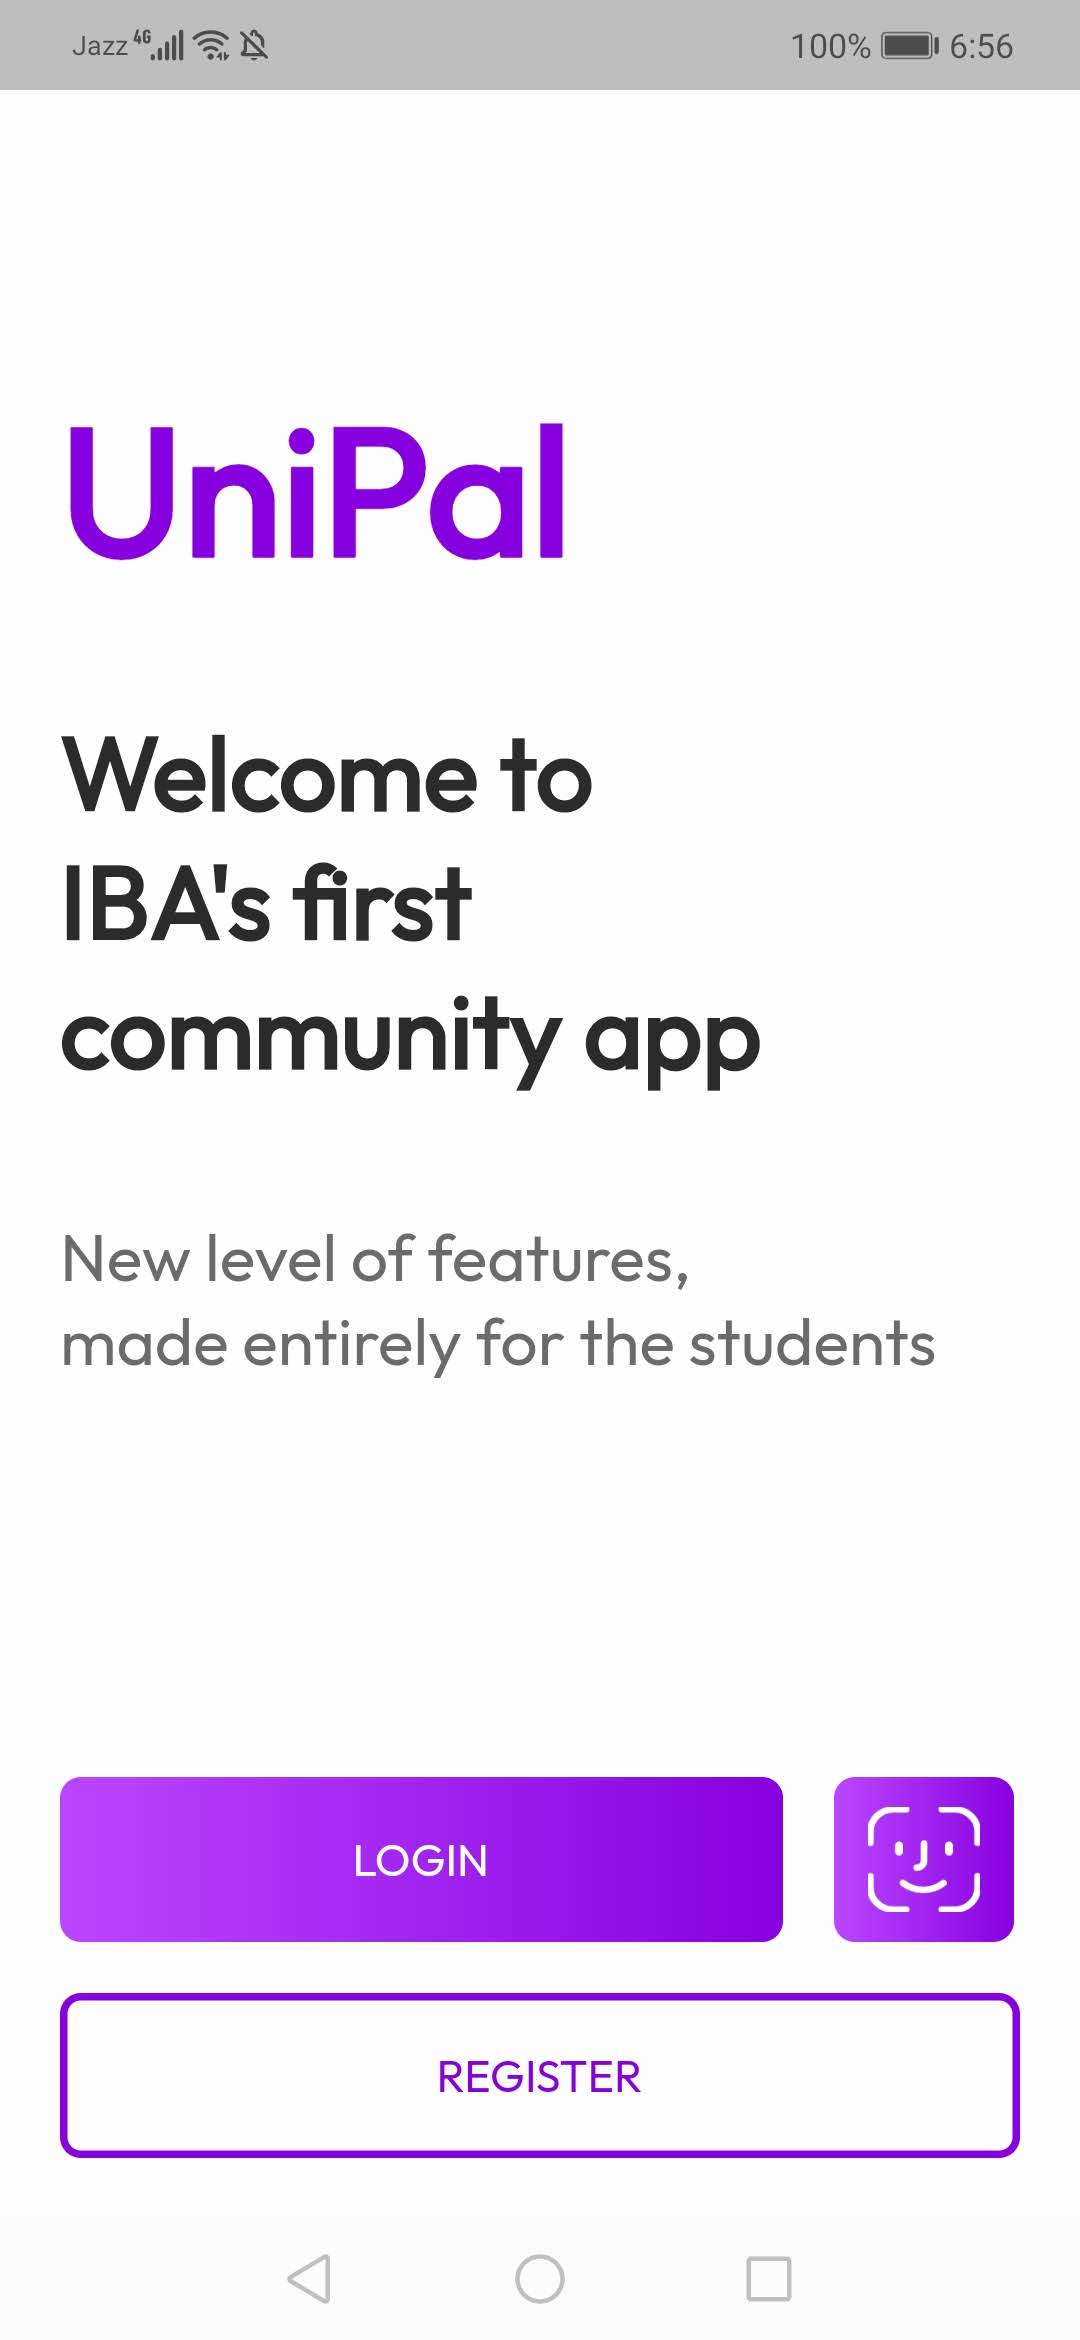 Jazz 4G 100% 6:56
UniPal
Welcome to
IBA's first
community app
New level of features,
made entirely for the students
LOGIN
REGISTER